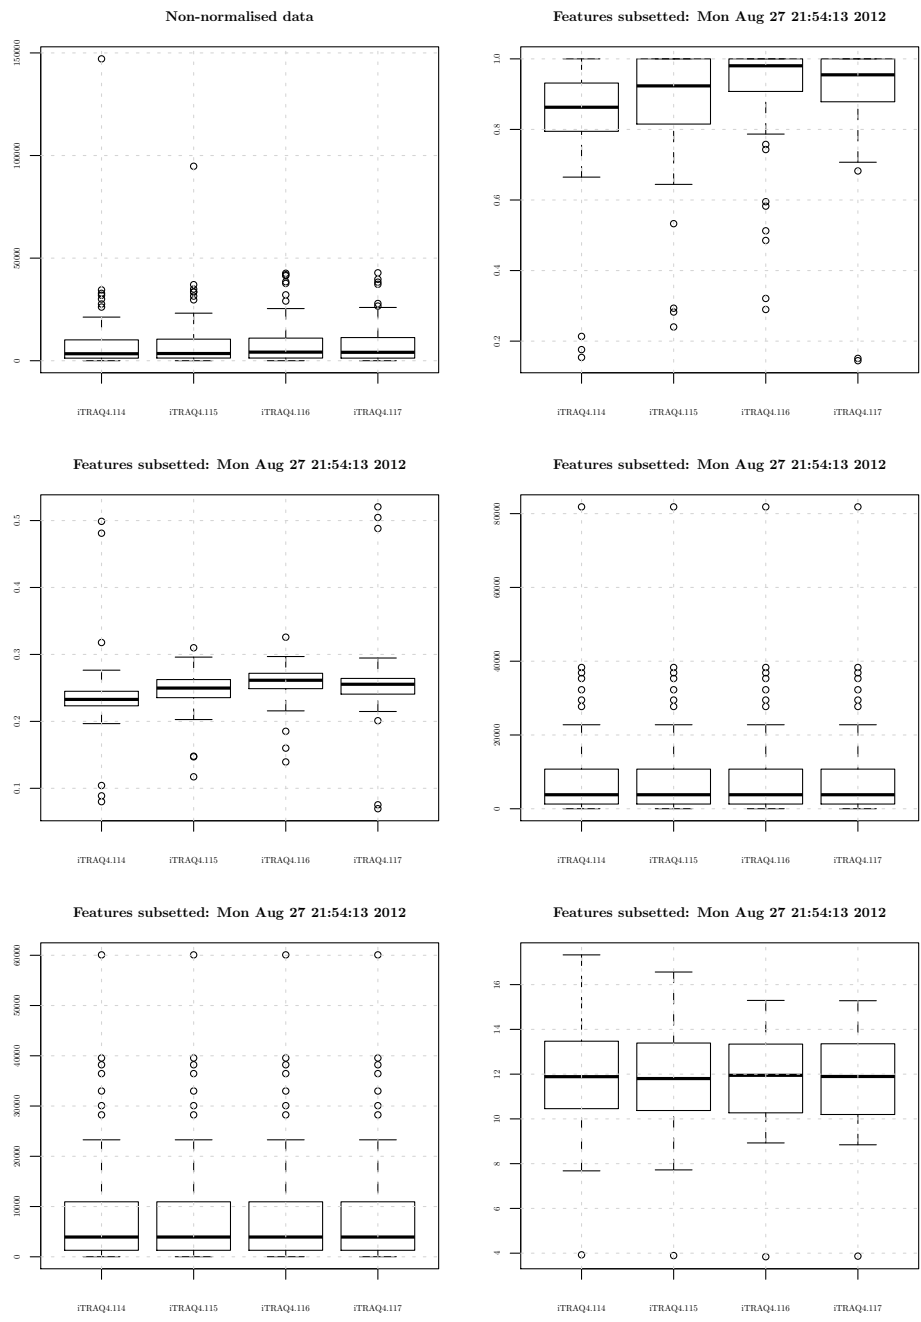 Non-normalised data
150000
100000
50000
0
iTRAQ4.114 iTRAQ4.115 iTRAQ4.116 iTRAQ4.117
Features subsetted: Mon Aug 27 21:54:13 2012
1.0
0.8
0.6
0.4
0.2
iTRAQ4.114 iTRAQ4.115 iTRAQ4.116 iTRAQ4.117
Features subsetted: Mon Aug 27 21:54:13 2012
0.5
0.4
0.3
0.2
0.1
iTRAQ4.114 iTRAQ4.115 iTRAQ4.116 iTRAQ4.117
Features subsetted: Mon Aug 27 21:54:13 2012
80000
60000
40000
20000
0
iTRAQ4.114 iTRAQ4.115 iTRAQ4.116 iTRAQ4.117
Features subsetted: Mon Aug 27 21:54:13 2012
60000
50000
40000
30000
20000
10000
0
iTRAQ4.114 iTRAQ4.115 iTRAQ4.116 iTRAQ4.117
Features subsetted: Mon Aug 27 21:54:13 2012
16
14
12
10
8
6
4
iTRAQ4.114 iTRAQ4.115 iTRAQ4.116 iTRAQ4.117